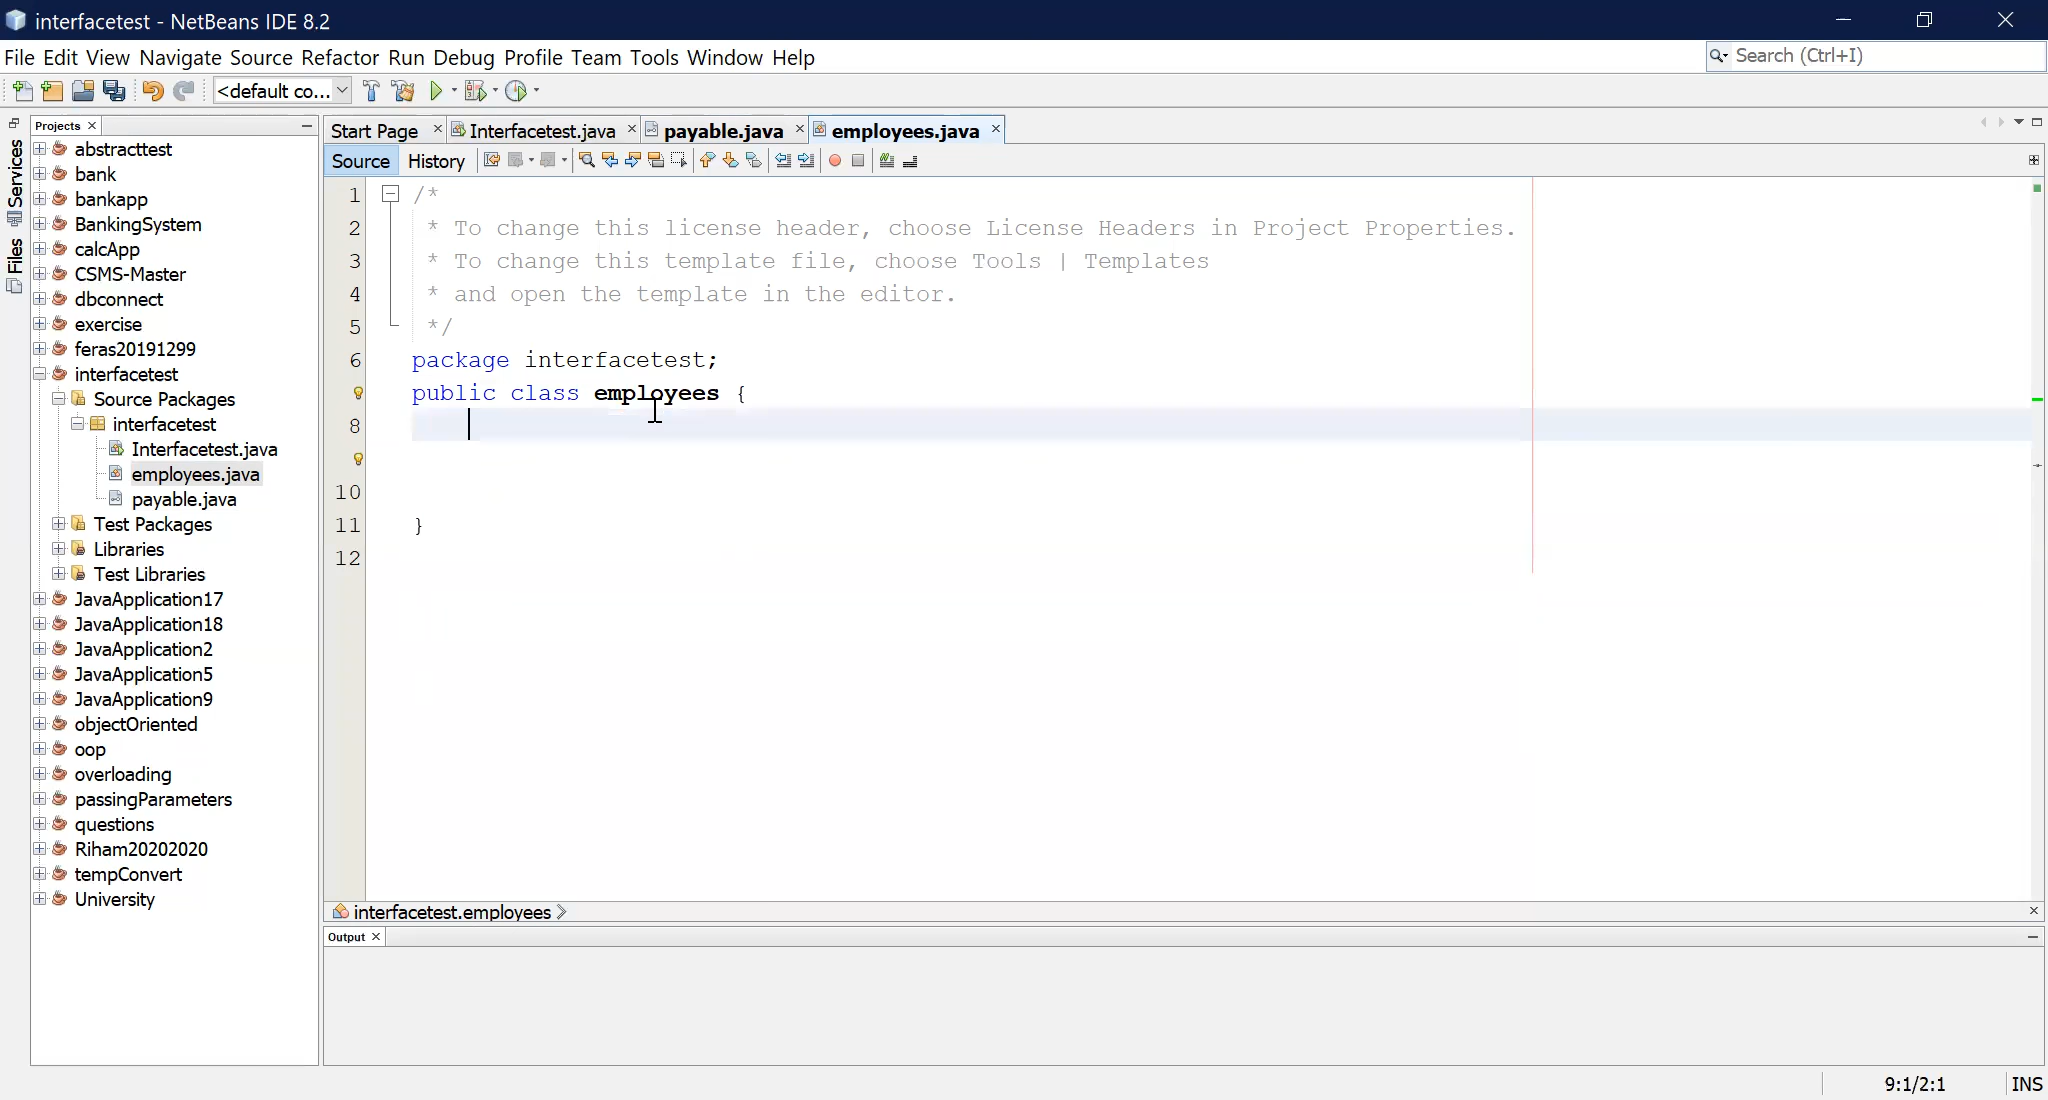 interfacetest - NetBeans IDE 8.2
File Edit View Navigate Source Refactor Run Debug Profile Team Tools Window Help
Search (Ctrl+I)
<default co...
Services
Files
Projects
abstracttest
bank
bankapp
BankingSystem
calcApp
CSMS-Master
dbconnect
exercise
feras20191299
interfacetest
Source Packages
interfacetest
Interfacetest.java
employees.java
payable.java
Test Packages
Libraries
Test Libraries
JavaApplication17
JavaApplication18
JavaApplication2
JavaApplication5
JavaApplication9
objectOriented
oop
overloading
passingParameters
questions
Riham20202020
tempConvert
University
Start Page Interfacetest.java payable.java employees.java
Source History
1 /*
2 * To change this license header, choose License Headers in Project Properties.
3 * To change this template file, choose Tools | Templates
4 * and open the template in the editor.
5 */
6 package interfacetest;
public class employees {
8
10
11 }
12
interfacetest.employees
Output
9:1/2:1 INS